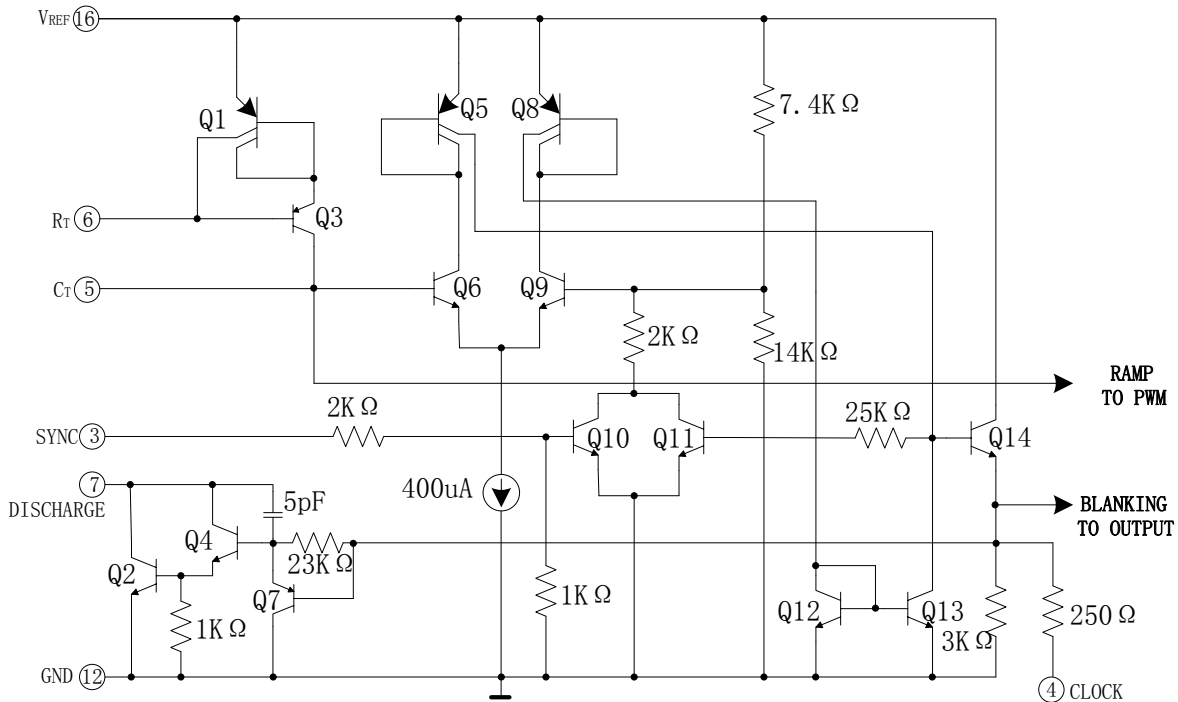 VREF 16
Q1
Q5
Q8
7.4KΩ
RT 6
Q3
CT 5
Q6
Q9
2KΩ
14KΩ
RAMP
TO PWM
2KΩ
25KΩ
SYNC 3
Q10
Q11
Q14
7
DISCHARGE
5pF
400uA
BLANKING
TO OUTPUT
Q4
23KΩ
Q2
Q7
1KΩ
1KΩ
Q12
Q13
3KΩ
250Ω
GND 12
4 CLOCK